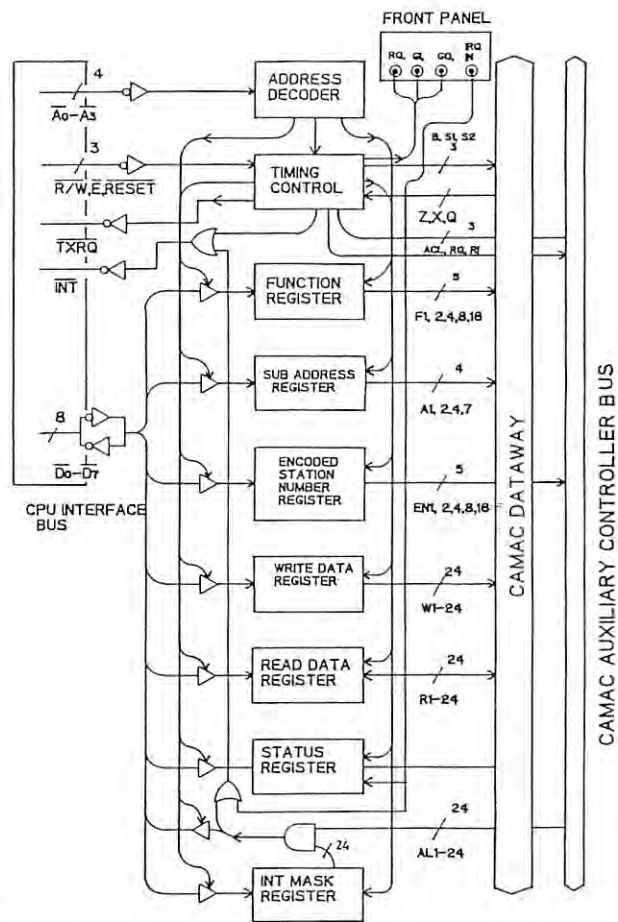 FRONT PANEL
RQ, GI, GO, RQ IN
4
A0-A3
ADDRESS
DECODER
3
R/W,E,RESET
TIMING
CONTROL
B, S1, S2
3
Z,X,Q
TXRQ
3
ACL, RQ, R1
INT
FUNCTION
REGISTER
5
F1, 2,4,8,16
SUB ADDRESS
REGISTER
4
A1, 2,4,7
8
D0-D7
ENCODED
STATION
NUMBER
REGISTER
5
EN1, 2,4,8,16
CPU INTERFACE
BUS
WRITE DATA
REGISTER
24
W1-24
READ DATA
REGISTER
24
R1-24
STATUS
REGISTER
24
AL1-24
24
INT MASK
REGISTER
CAMAC DATAWAY
CAMAC AUXILIARY CONTROLLER BUS